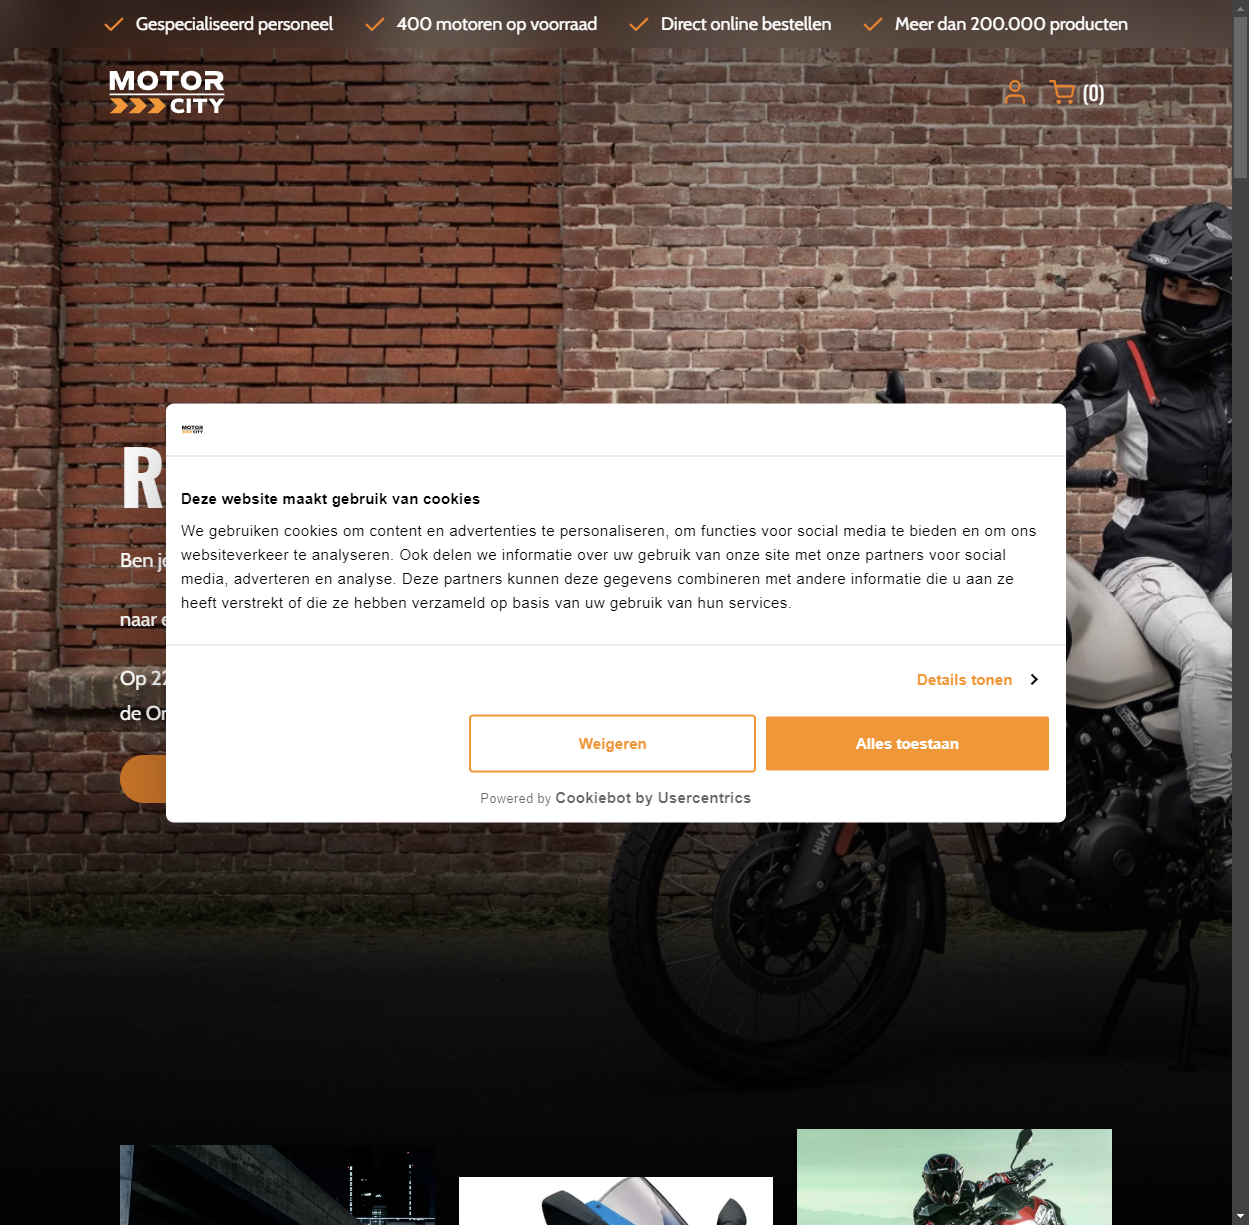 Gespecialiseerd personeel
400 motoren op voorraad
Direct online bestellen
Meer dan 200.000 producten
MOTOR
CITY
(0)
R
Ben je
naar e
Op 22
de Or
MOTOR
CITY
Deze website maakt gebruik van cookies
We gebruiken cookies om content en advertenties te personaliseren, om functies voor social media te bieden en om ons
websiteverkeer te analyseren. Ook delen we informatie over uw gebruik van onze site met onze partners voor social
media, adverteren en analyse. Deze partners kunnen deze gegevens combineren met andere informatie die u aan ze
heeft verstrekt of die ze hebben verzameld op basis van uw gebruik van hun services.
Details tonen
Weigeren
Alles toestaan
Powered by Cookiebot by Usercentrics